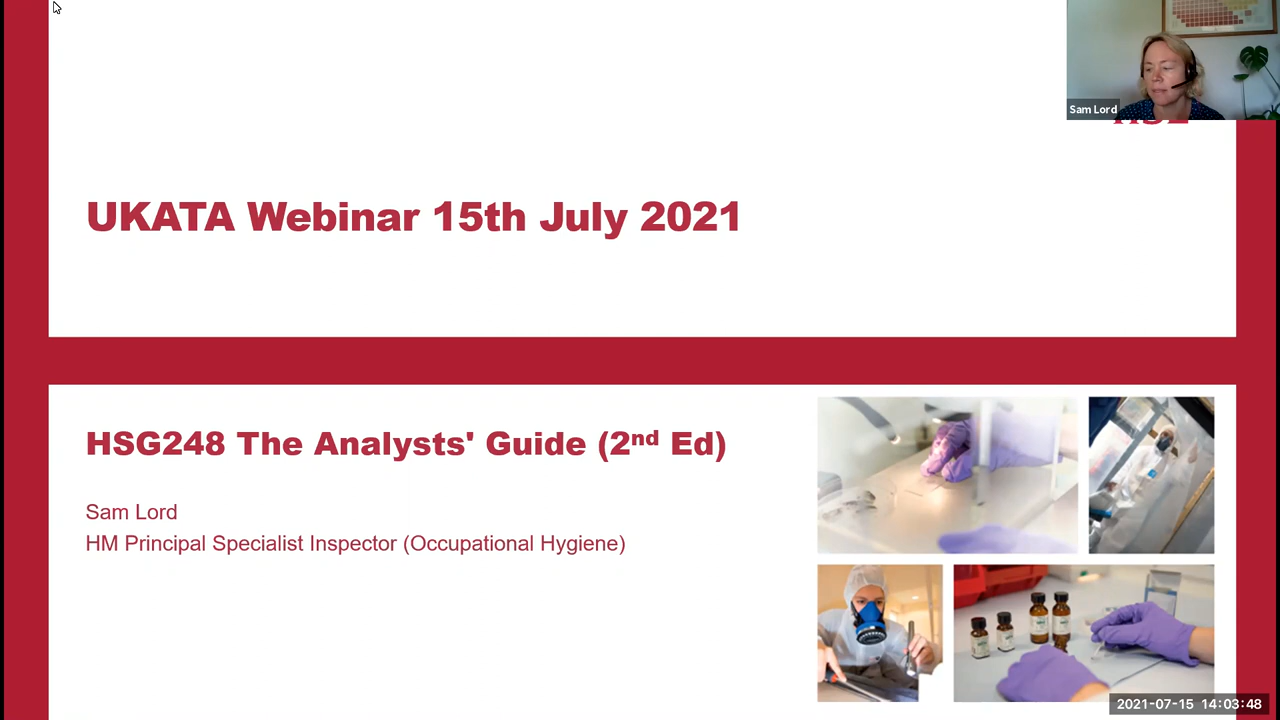 Sam Lord
UKATA Webinar 15th July 2021
HSG248 The Analysts' Guide (2nd Ed)
Sam Lord
HM Principal Specialist Inspector (Occupational Hygiene)
2021-07-15 14:03:48